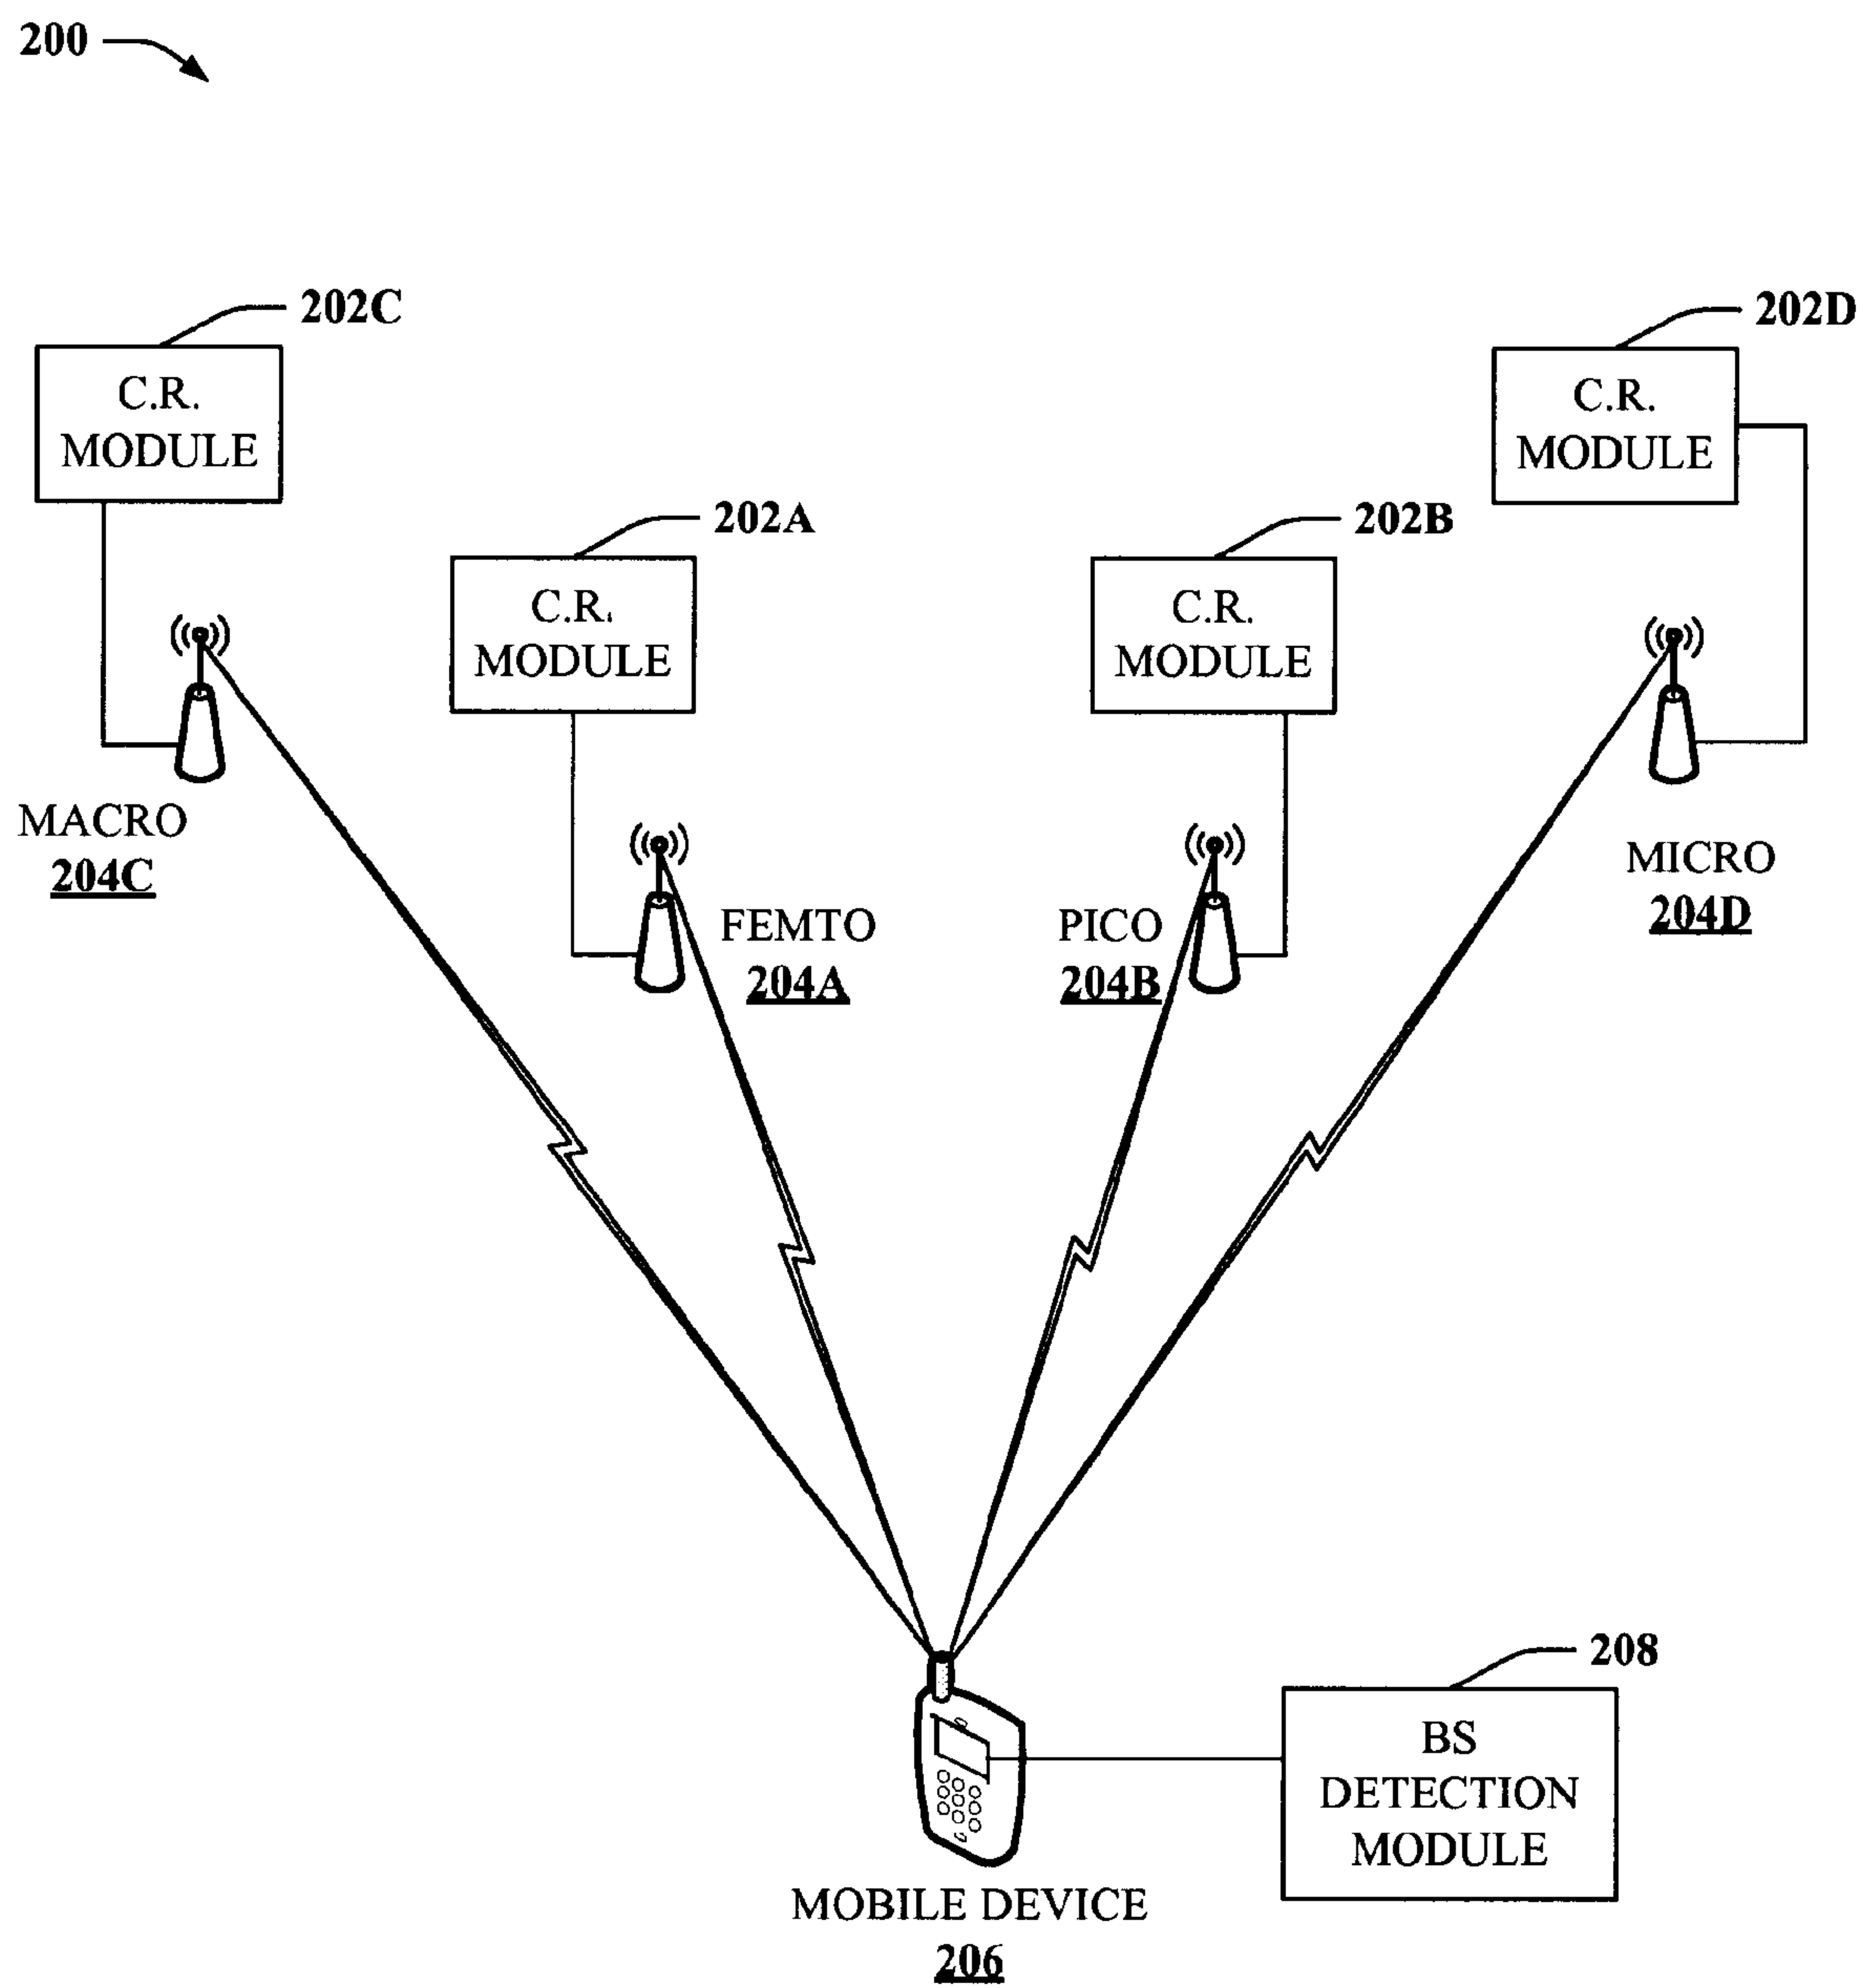 200
202C
202D
C.R.
MODULE
C.R.
MODULE
202A
202B
C.R.
MODULE
C.R.
MODULE
MACRO
204C
MICRO
204D
FEMTO
204A
PICO
204B
208
BS
DETECTION
MODULE
MOBILE DEVICE
206